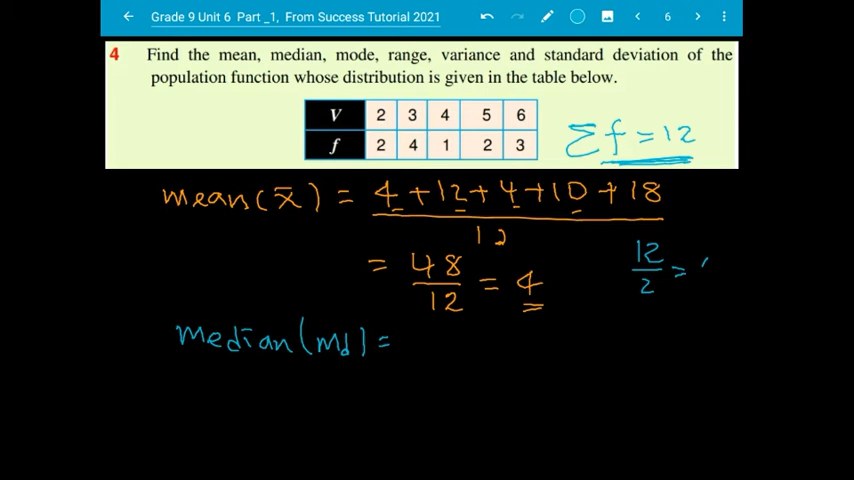 Grade 9 Unit 6 Part _1, From Success Tutorial 2021 6
4 Find the mean, median, mode, range, variance and standard deviation of the
population function whose distribution is given in the table below.
V 2 3 4 5 6
f 2 4 1 2 3
Σf = 12
mean(x̄) = 4+12+4+10+18
12
= 48/12 = 4
12/2 =
median(md) =